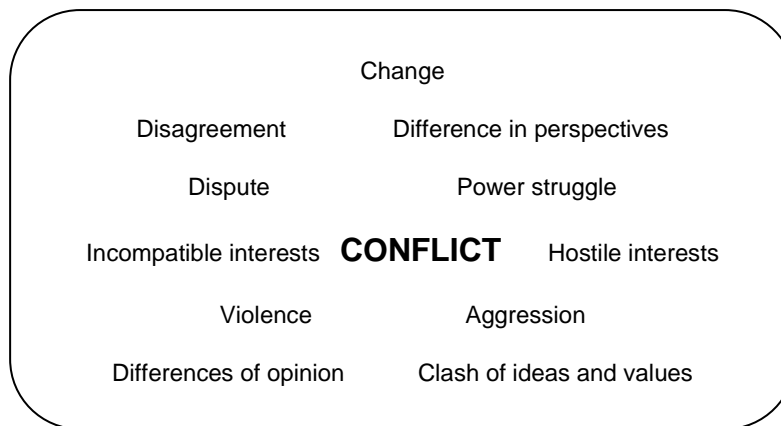 Change
Disagreement Difference in perspectives
Dispute Power struggle
Incompatible interests CONFLICT Hostile interests
Violence Aggression
Differences of opinion Clash of ideas and values